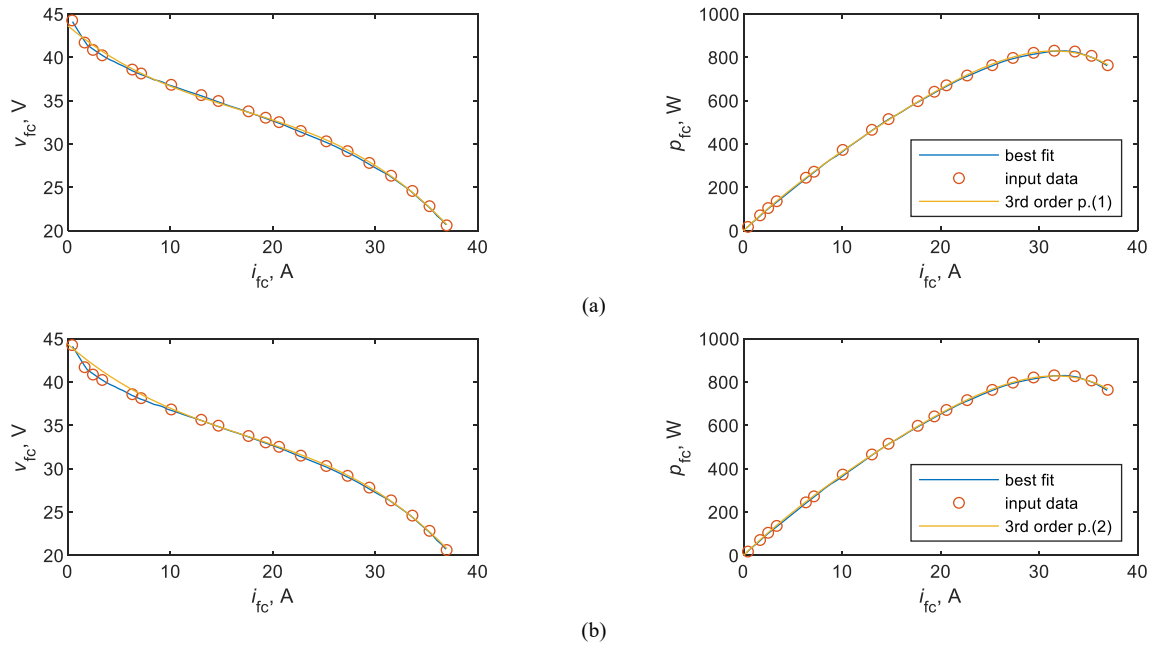 45
40
35
30
25
20
0
10
20
30
40
v_fc, V
i_fc, A
1000
800
600
400
200
0
0
10
20
30
40
p_fc, W
i_fc, A
best fit
input data
3rd order p.(1)
(a)
45
40
35
30
25
20
0
10
20
30
40
v_fc, V
i_fc, A
1000
800
600
400
200
0
0
10
20
30
40
p_fc, W
i_fc, A
best fit
input data
3rd order p.(2)
(b)